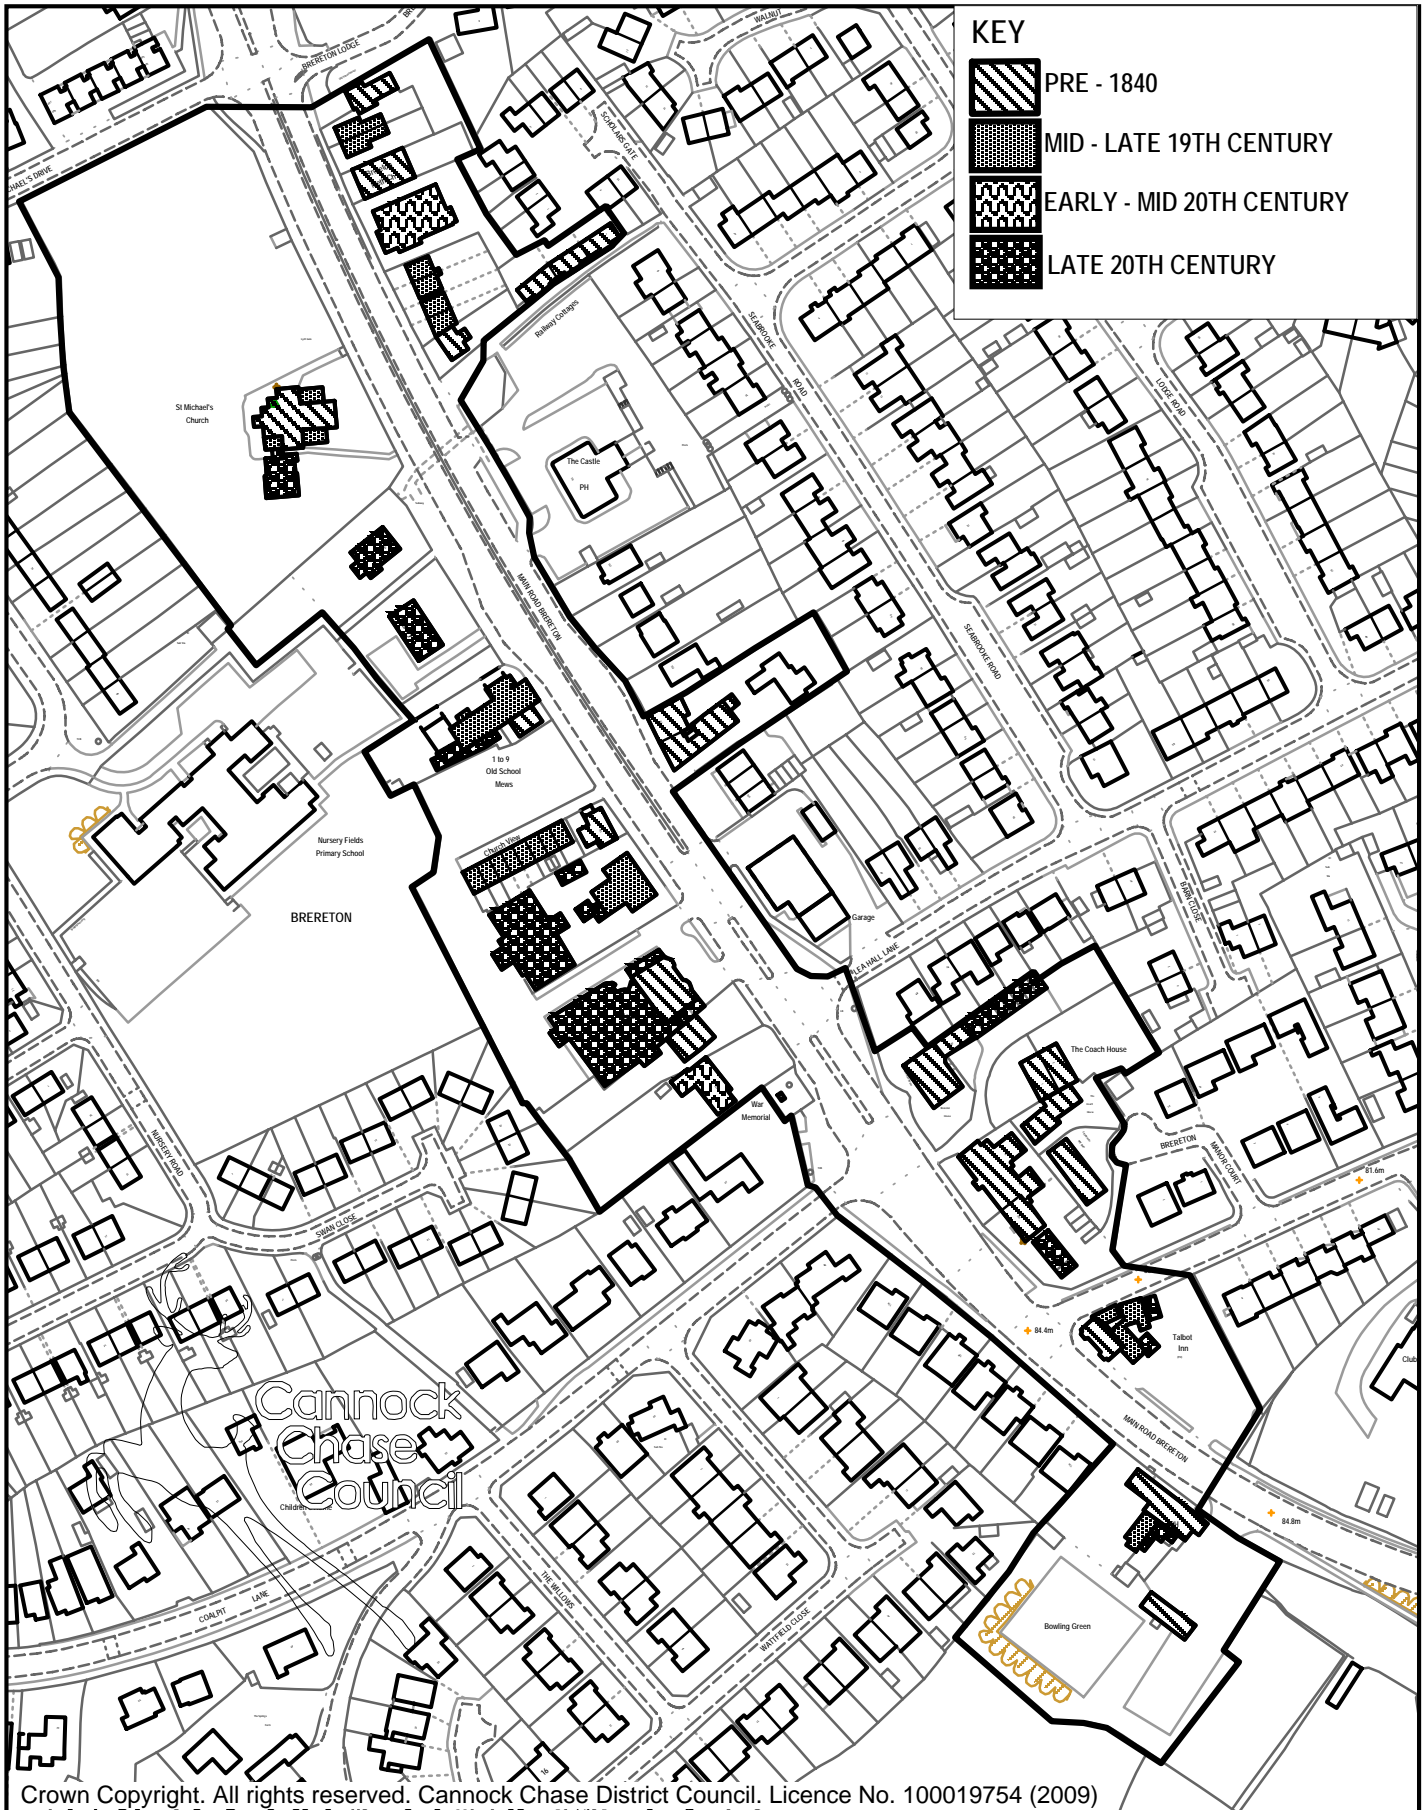 KEY
PRE - 1840
MID - LATE 19TH CENTURY
EARLY - MID 20TH CENTURY
LATE 20TH CENTURY
BRERETON LODGE
WALNUT
SCHOLARS GATE
CHAEL'S DRIVE
Railway Cottages
SEABROOKE
ROAD
LODGE ROAD
St Michael's
Church
The Castle
PH
MAIN ROAD BRERETON
SEABROOKE ROAD
1 to 9
Old School
Mews
Nursery Fields
Primary School
Church View
BRERETON
Garage
LEA HALL LANE
BARN CLOSE
The Coach House
War
Memorial
NURSERY ROAD
BRERETON
MANOR COURT
81.6m
SWAN CLOSE
84.4m
Talbot
Inn
Club
MAIN ROAD BRERETON
Cannock
Chase
Council
84.8m
COALPIT LANE
THE WILLOWS
WATTFIELD CLOSE
Bowling Green
16
Crown Copyright. All rights reserved. Cannock Chase District Council. Licence No. 100019754 (2009)